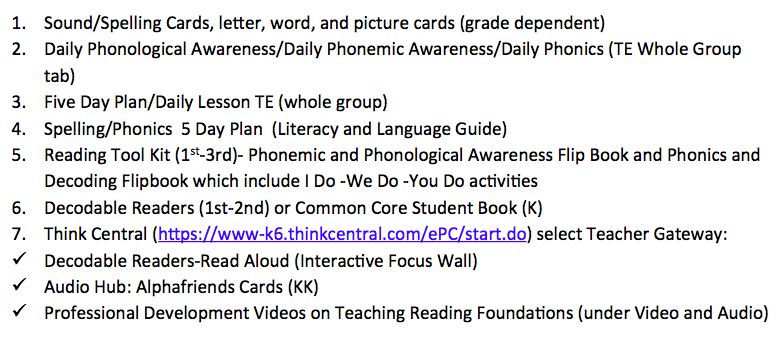 1. Sound/Spelling Cards, letter, word, and picture cards (grade dependent)
2. Daily Phonological Awareness/Daily Phonemic Awareness/Daily Phonics (TE Whole Group
tab)
3. Five Day Plan/Daily Lesson TE (whole group)
4. Spelling/Phonics  5 Day Plan  (Literacy and Language Guide)
5. Reading Tool Kit (1st-3rd)- Phonemic and Phonological Awareness Flip Book and Phonics and
Decoding Flipbook which include I Do -We Do -You Do activities
6. Decodable Readers (1st-2nd) or Common Core Student Book (K)
7. Think Central (https://www-k6.thinkcentral.com/ePC/start.do) select Teacher Gateway:
✓ Decodable Readers-Read Aloud (Interactive Focus Wall)
✓ Audio Hub: Alphafriends Cards (KK)
✓ Professional Development Videos on Teaching Reading Foundations (under Video and Audio)